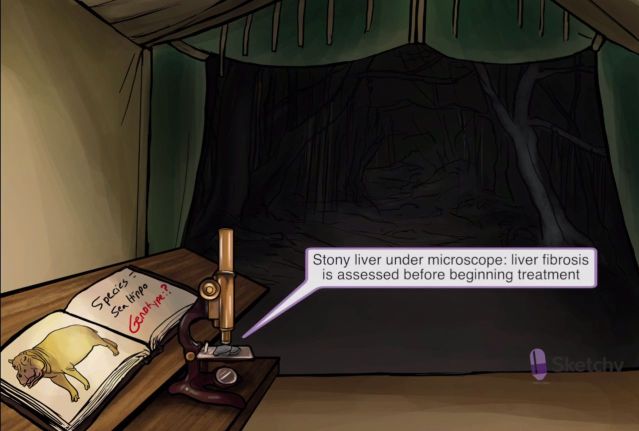 Species =
Sea Hippo
Genotype:?
Stony liver under microscope: liver fibrosis
is assessed before beginning treatment
Sketchy